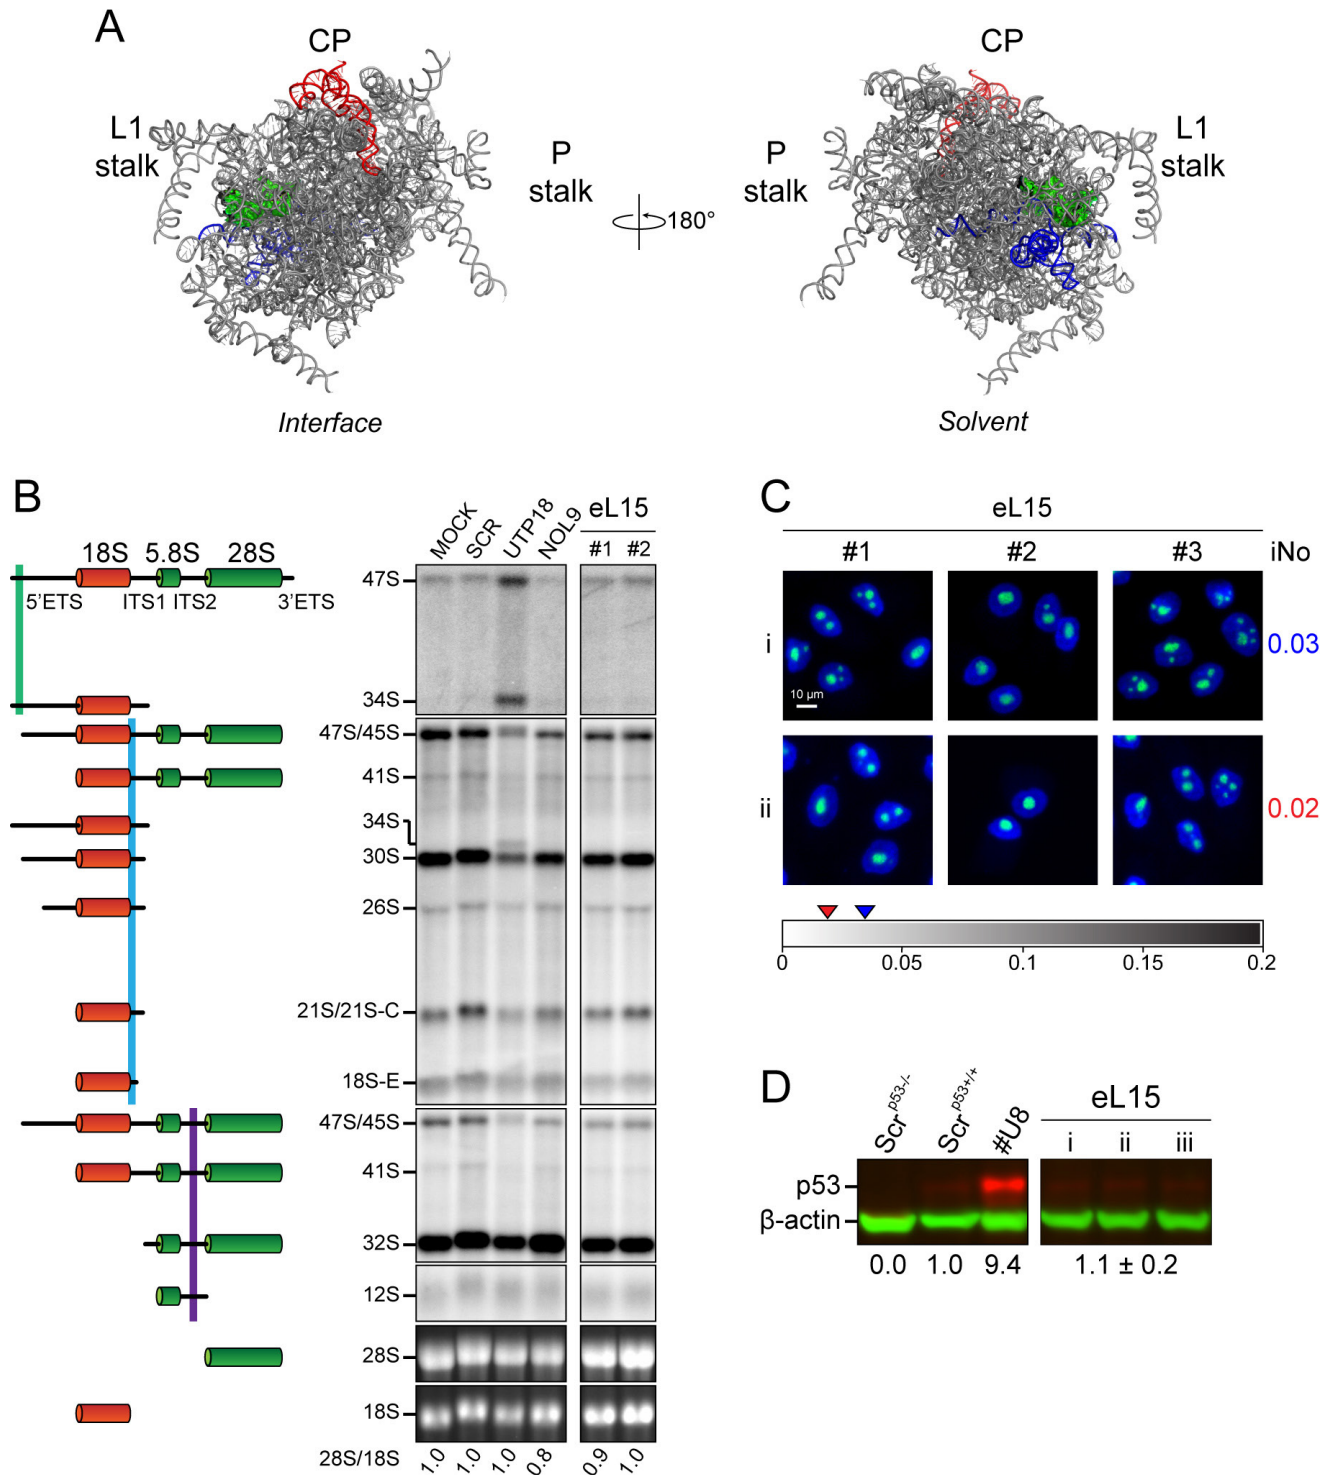 A
CP
CP
L1 stalk
P stalk
180°
P stalk
L1 stalk
Interface
Solvent
B
18S 5.8S 28S
5'ETS ITS1 ITS2 3'ETS
MOCK SCR UTP18 NOL9
eL15
#1 #2
47S
34S
47S/45S
41S
34S
30S
26S
21S/21S-C
18S-E
47S/45S
41S
32S
12S
28S
18S
28S/18S 1.0 1.0 1.0 0.8 0.9 1.0
C
eL15
#1 #2 #3 iNo
i 0.03
10 µm
ii 0.02
0 0.05 0.1 0.15 0.2
D
Scr p53-/- Scr p53+/+ #U8
eL15
i ii iii
p53
β-actin
0.0 1.0 9.4 1.1 ± 0.2